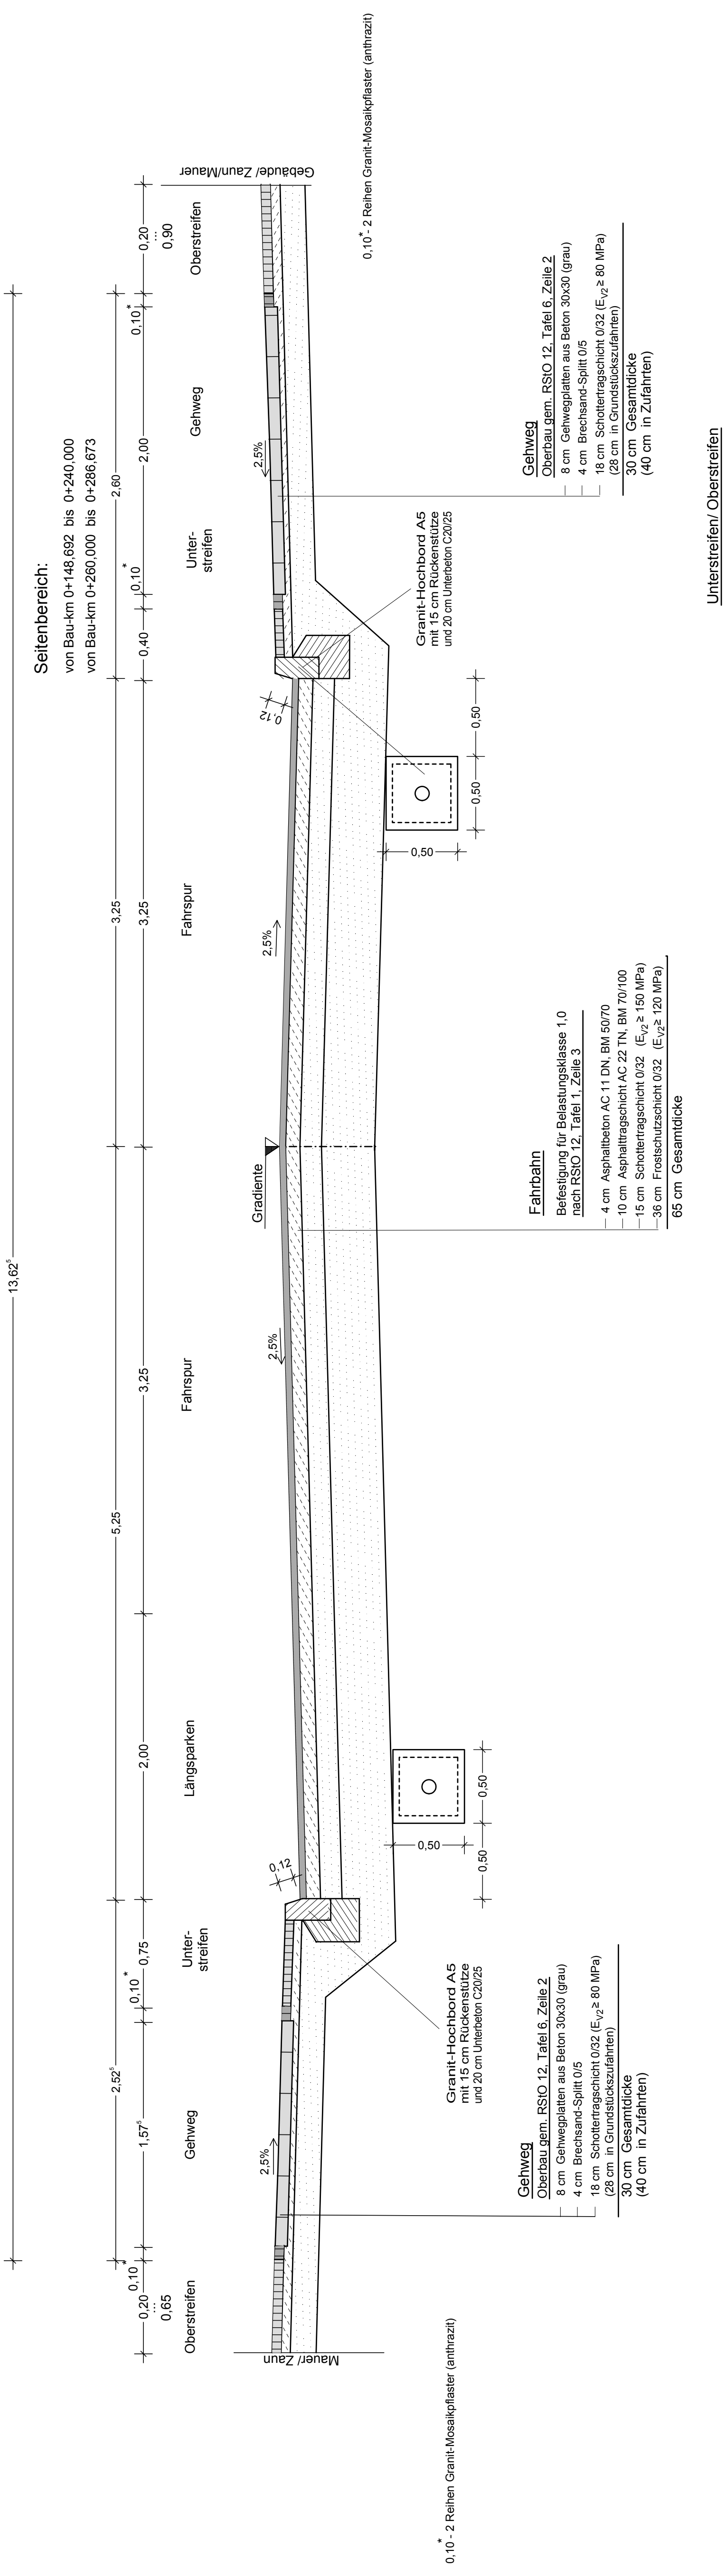 13,62⁵
2,52⁵
5,25
3,25
2,60
0,20
...
0,65
0,10*
1,57⁵
0,10*
0,75
2,00
3,25
3,25
0,40
0,10*
2,00
0,10*
0,20
...
0,90
Seitenbereich:
von Bau-km 0+148,692 bis 0+240,000
von Bau-km 0+260,000 bis 0+286,673
Oberstreifen
Gehweg
Unter-
streifen
Längsparken
Fahrspur
Fahrspur
Unter-
streifen
Gehweg
Oberstreifen
Mauer/ Zaun
2,5%
0,12
2,5%
Gradiente
2,5%
0,12
2,5%
Gebäude/ Zaun/Mauer
0,10* - 2 Reihen Granit-Mosaikpflaster (anthrazit)
0,10* - 2 Reihen Granit-Mosaikpflaster (anthrazit)
Granit-Hochbord A5
mit 15 cm Rückenstütze
und 20 cm Unterbeton C20/25
0,50
0,50
0,50
0,50
0,50
0,50
Granit-Hochbord A5
mit 15 cm Rückenstütze
und 20 cm Unterbeton C20/25
Gehweg
Oberbau gem. RStO 12, Tafel 6, Zeile 2
8 cm Gehwegplatten aus Beton 30x30 (grau)
4 cm Brechsand-Splitt 0/5
18 cm Schottertragschicht 0/32 (EV2 ≥ 80 MPa)
(28 cm in Grundstückszufahrten)
30 cm Gesamtdicke
(40 cm in Zufahrten)
Fahrbahn
Befestigung für Belastungsklasse 1,0
nach RStO 12, Tafel 1, Zeile 3
4 cm Asphaltbeton AC 11 DN, BM 50/70
10 cm Asphalttragschicht AC 22 TN, BM 70/100
15 cm Schottertragschicht 0/32 (EV2 ≥ 150 MPa)
36 cm Frostschutzschicht 0/32 (EV2 ≥ 120 MPa)
65 cm Gesamtdicke
Gehweg
Oberbau gem. RStO 12, Tafel 6, Zeile 2
8 cm Gehwegplatten aus Beton 30x30 (grau)
4 cm Brechsand-Splitt 0/5
18 cm Schottertragschicht 0/32 (EV2 ≥ 80 MPa)
(28 cm in Grundstückszufahrten)
30 cm Gesamtdicke
(40 cm in Zufahrten)
Unterstreifen/ Oberstreifen